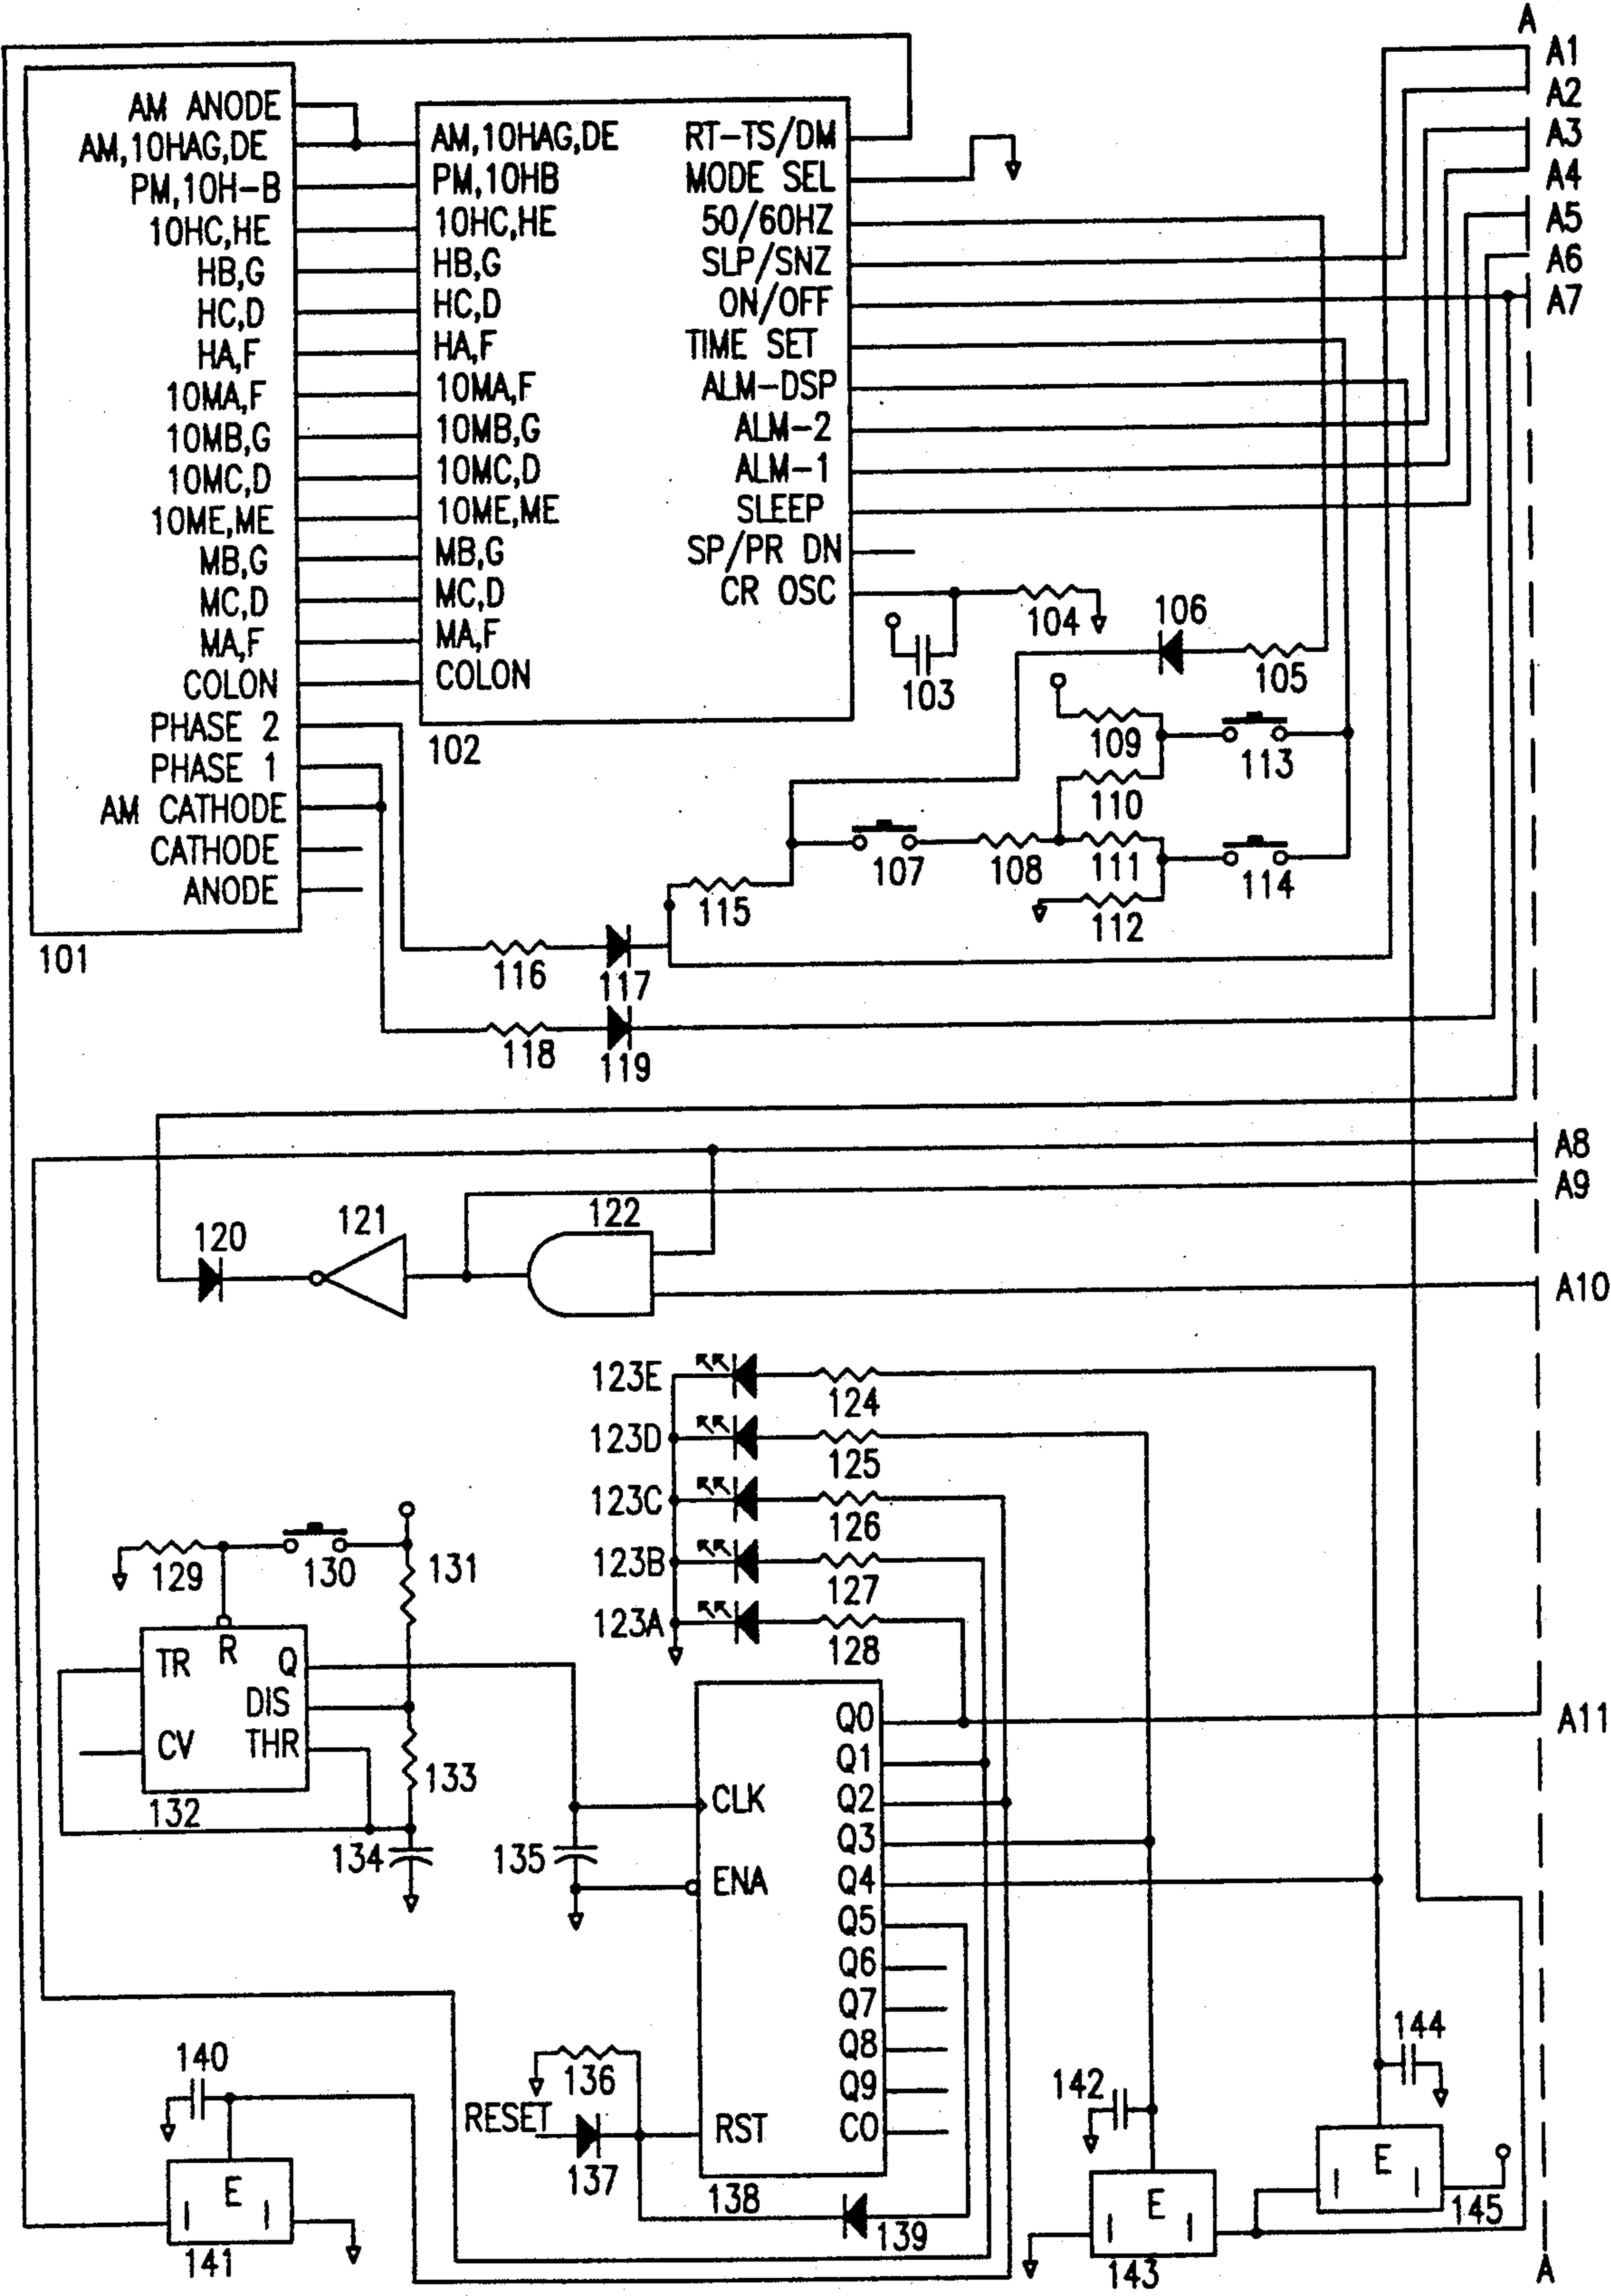 A
A1
A2
A3
A4
A5
A6
A7
AM ANODE
AM,10HAG,DE
PM,10H-B
10HC,HE
HB,G
HC,D
HA,F
10MA,F
10MB,G
10MC,D
10ME,ME
MB,G
MC,D
MA,F
COLON
PHASE 2
PHASE 1
AM CATHODE
CATHODE
ANODE
101
AM,10HAG,DE
PM,10HB
10HC,HE
HB,G
HC,D
HA,F
10MA,F
10MB,G
10MC,D
10ME,ME
MB,G
MC,D
MA,F
COLON
102
RT-TS/DM
MODE SEL
50/60HZ
SLP/SNZ
ON/OFF
TIME SET
ALM-DSP
ALM-2
ALM-1
SLEEP
SP/PR DN
CR OSC
103
104
106
105
109
113
110
107
108
111
114
115
112
116
117
118
119
A8
A9
120
121
122
A10
123E
124
123D
125
123C
126
123B
127
123A
128
129
130
131
TR
R
Q
DIS
CV
THR
132
133
134
135
CLK
ENA
RST
Q0
Q1
Q2
Q3
Q4
Q5
Q6
Q7
Q8
Q9
CO
138
A11
136
RESET
137
139
140
E
I
I
141
142
E
I
I
143
144
E
I
I
145
A